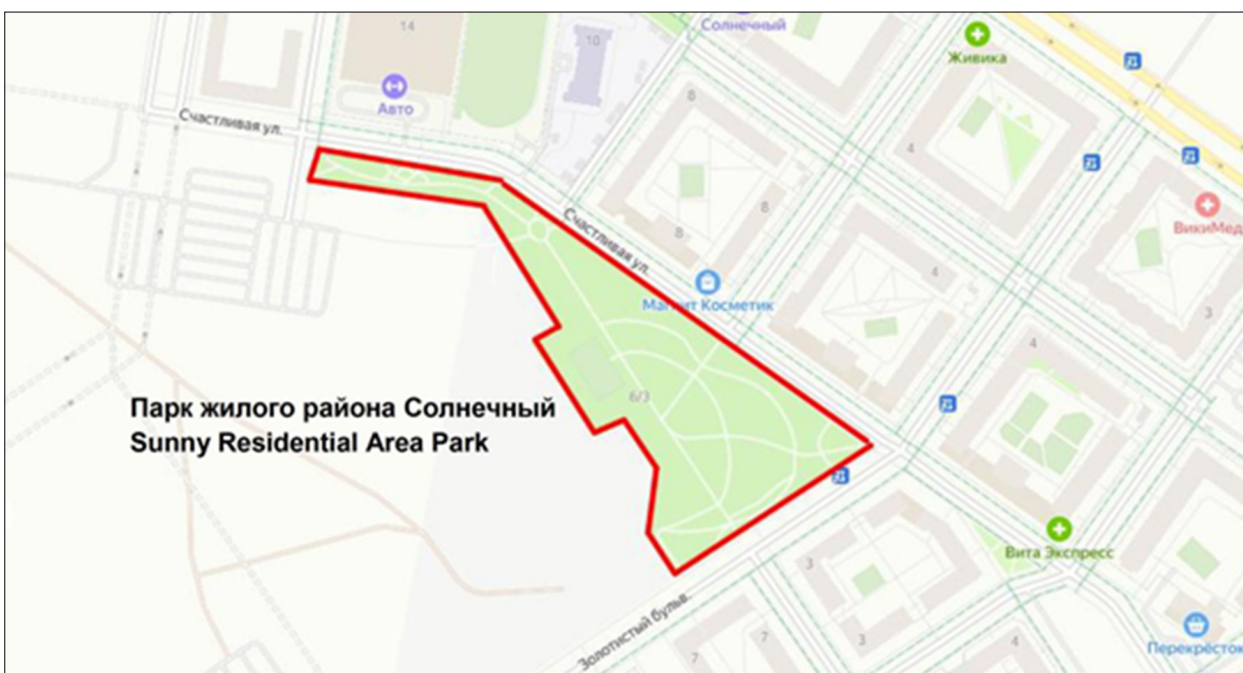 Солнечный
14
10
Живика
Авто
Счастливая ул.
8
4
8
8
ВикиМед
Счастливая ул.
4
Магнит Косметик
3
4
6/3
Парк жилого района Солнечный
Sunny Residential Area Park
Вита Экспресс
3
Золотистый бульв.
7
3
4
7
Перекрёсток